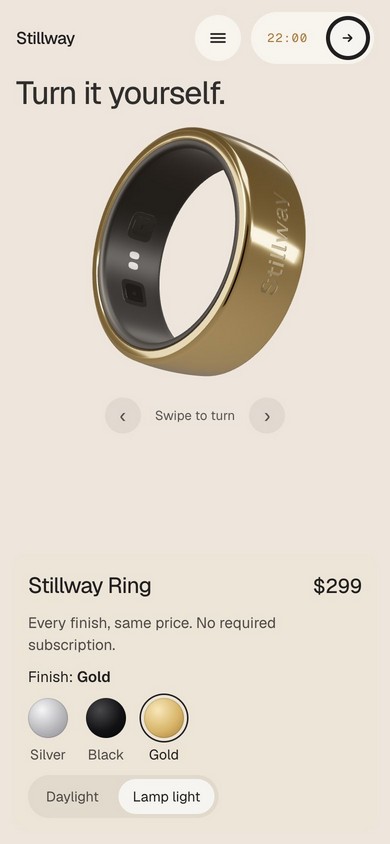 Stillway
22:00
Turn it yourself.
Stillway
Swipe to turn
Stillway Ring
$299
Every finish, same price. No required
subscription.
Finish: Gold
Silver
Black
Gold
Daylight
Lamp light